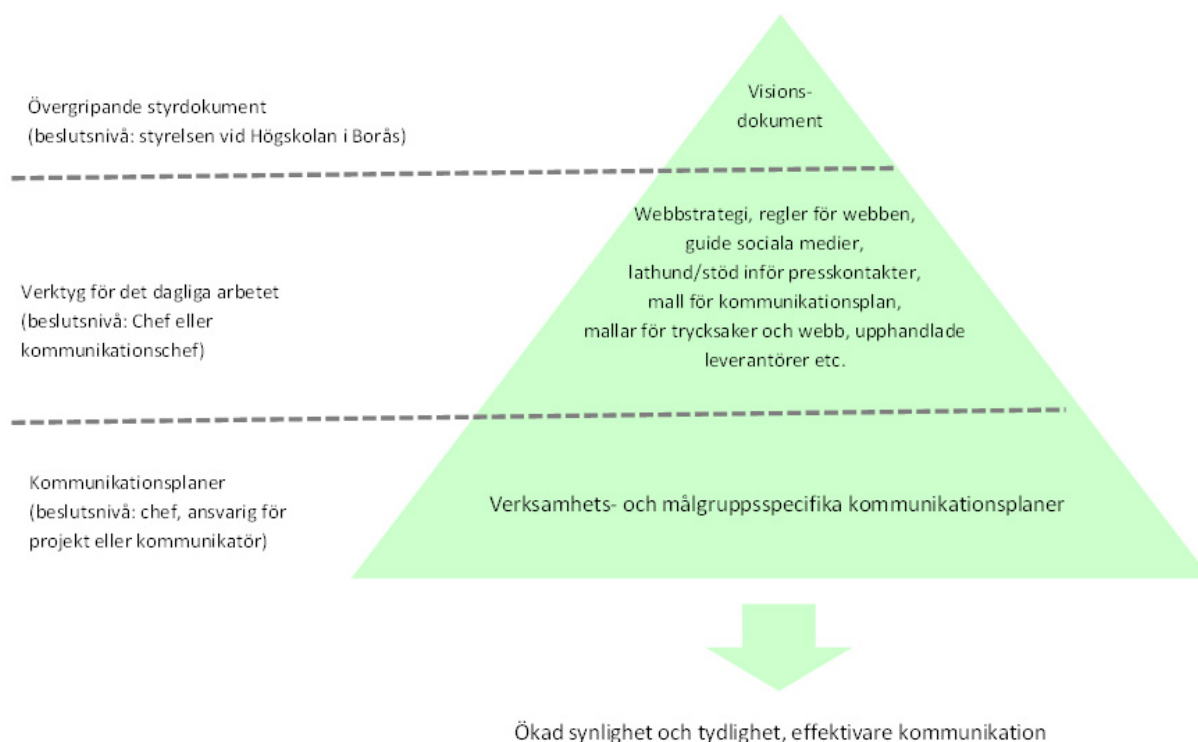 Övergripande styrdokument
(beslutsnivå: styrelsen vid Högskolan i Borås)
Visions-
dokument
Verktyg för det dagliga arbetet
(beslutsnivå: Chef eller
kommunikationschef)
Webbstrategi, regler för webben,
guide sociala medier,
lathund/stöd inför presskontakter,
mall för kommunikationsplan,
mallar för trycksaker och webb, upphandlade
leverantörer etc.
Kommunikationsplaner
(beslutsnivå: chef, ansvarig för
projekt eller kommunikatör)
Verksamhets- och målgruppsspecifika kommunikationsplaner
Ökad synlighet och tydlighet, effektivare kommunikation